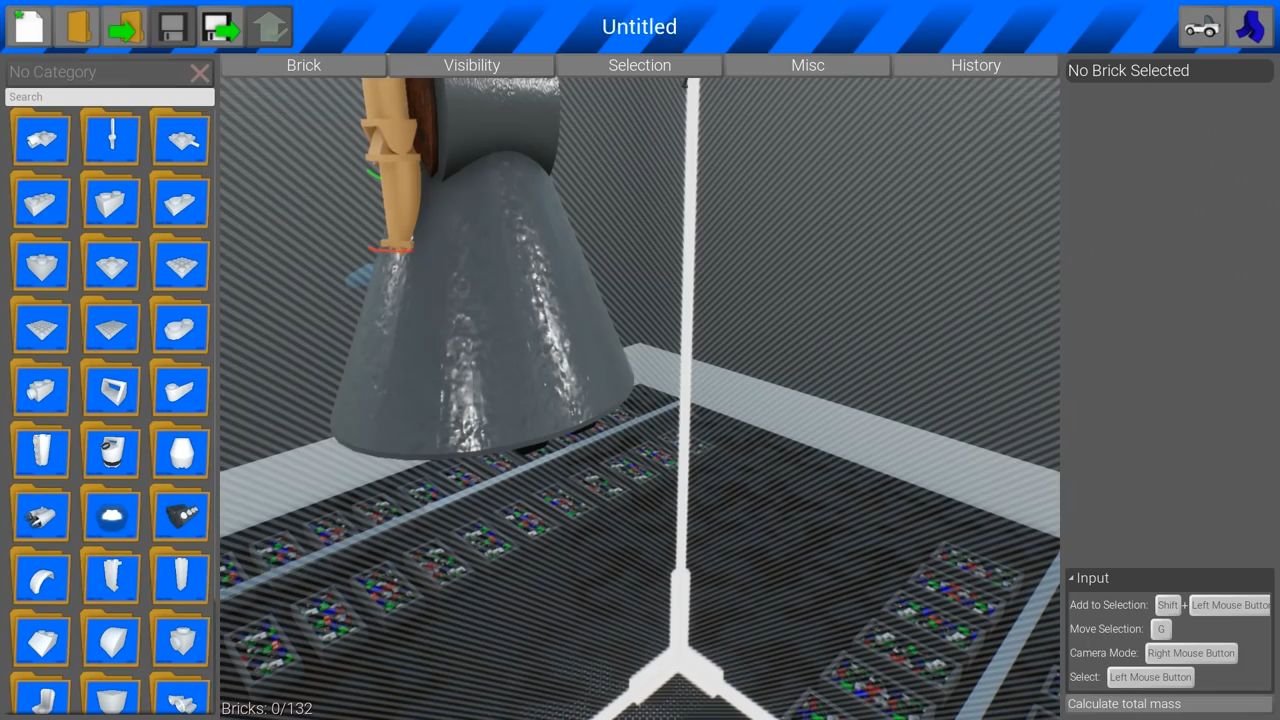 Untitled
No Category
Search
Brick
Visibility
Selection
Misc
History
No Brick Selected
Input
Add to Selection: Shift + Left Mouse Button
Move Selection: G
Camera Mode: Right Mouse Button
Select: Left Mouse Button
Calculate total mass
Bricks: 0/132